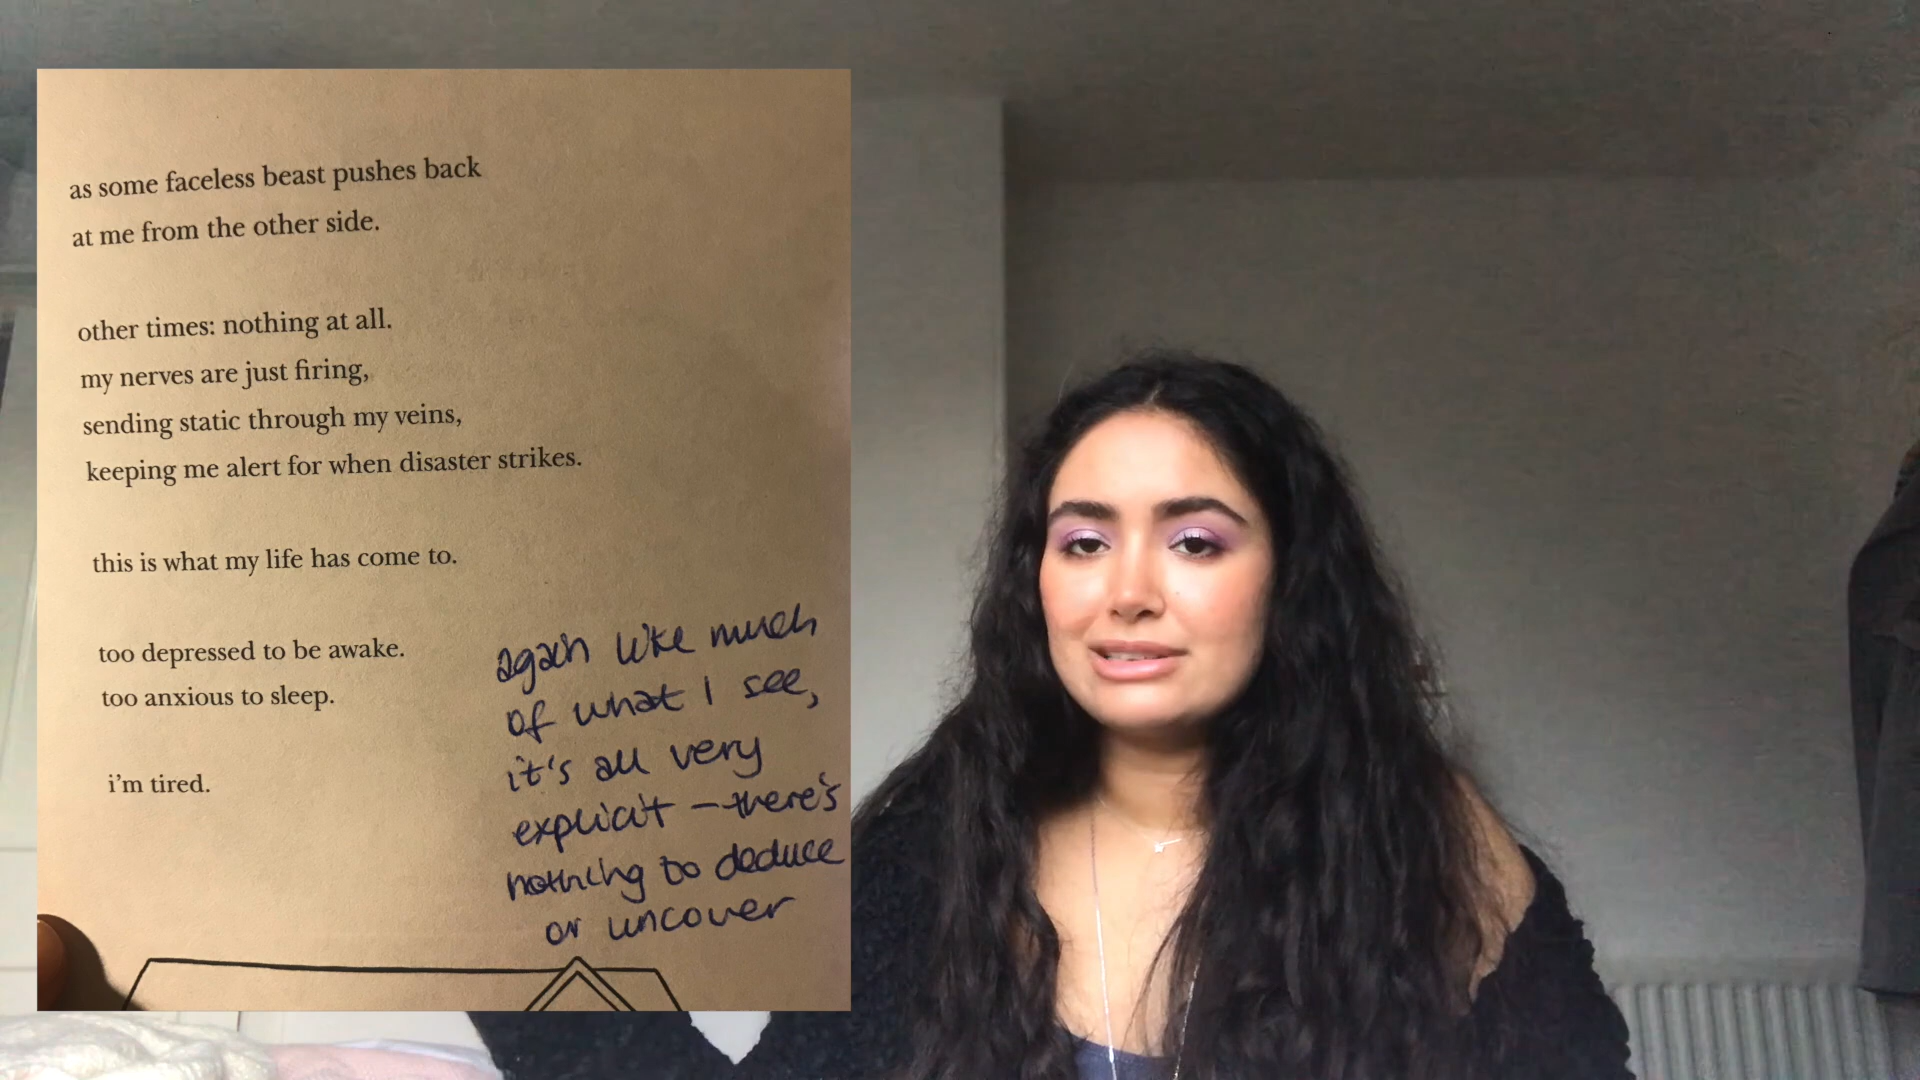 as some faceless beast pushes back
at me from the other side.
other times: nothing at all.
my nerves are just firing,
sending static through my veins,
keeping me alert for when disaster strikes.
this is what my life has come to.
too depressed to be awake.
too anxious to sleep.
i'm tired.
again like much
of what I see,
it's all very
explicit – there's
nothing to deduce
or uncover